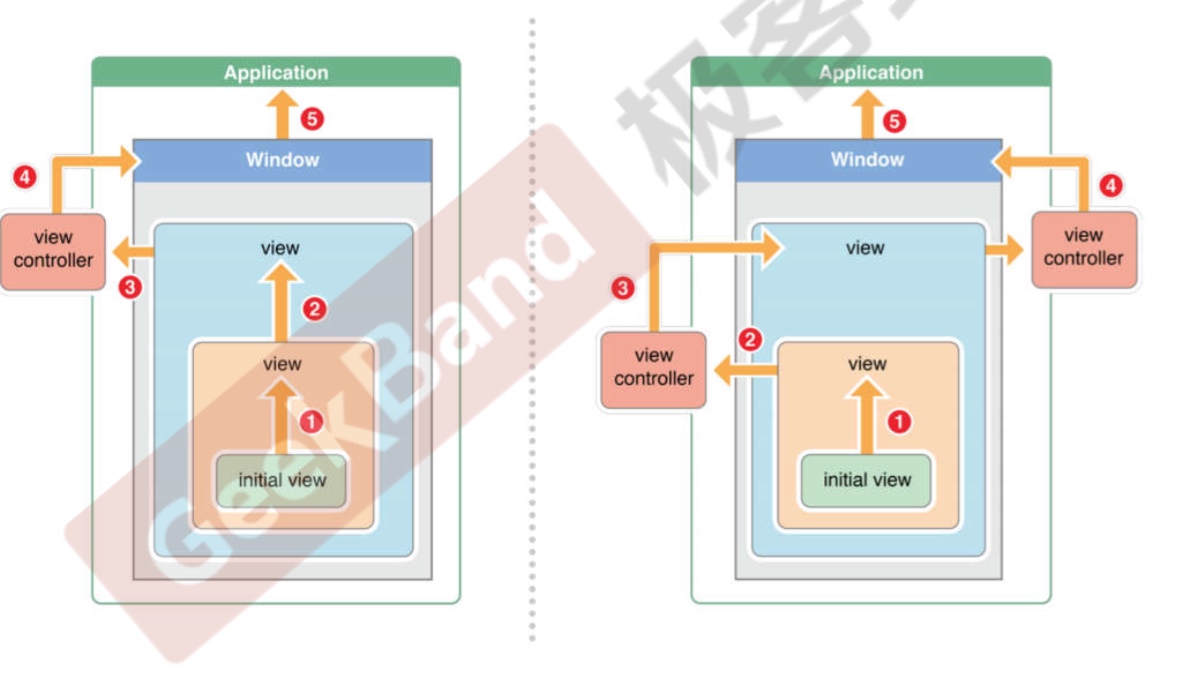 Application
5
Window
4
view
controller
3
view
2
view
1
initial view
Application
5
Window
4
view
controller
view
3
view
controller
2
view
1
initial view
GeekBand
极客